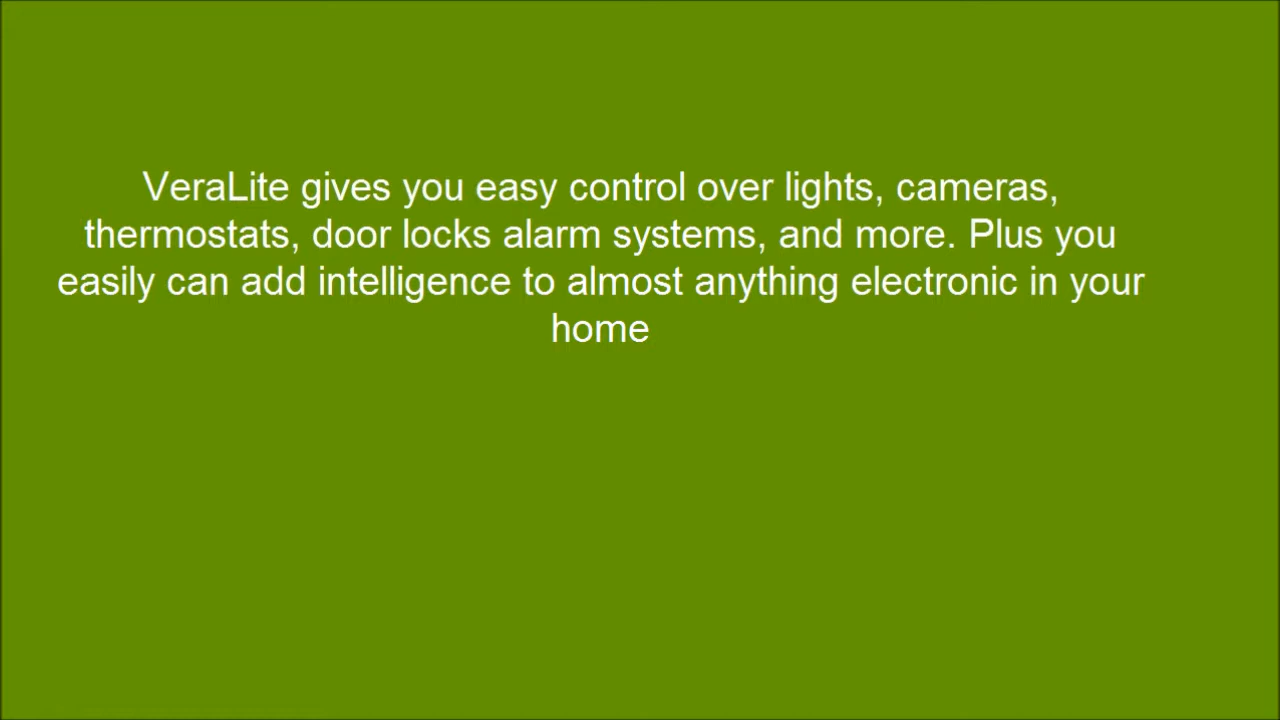 VeraLite gives you easy control over lights, cameras,
thermostats, door locks alarm systems, and more. Plus you
easily can add intelligence to almost anything electronic in your
home